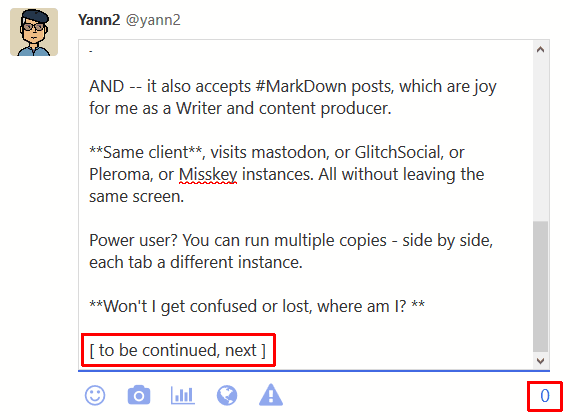 Yann2 @yann2
-
AND -- it also accepts #MarkDown posts, which are joy
for me as a Writer and content producer.
**Same client**, visits mastodon, or GlitchSocial, or
Pleroma, or Misskey instances. All without leaving the
same screen.
Power user? You can run multiple copies - side by side,
each tab a different instance.
**Won't I get confused or lost, where am I? **
[ to be continued, next ]
0